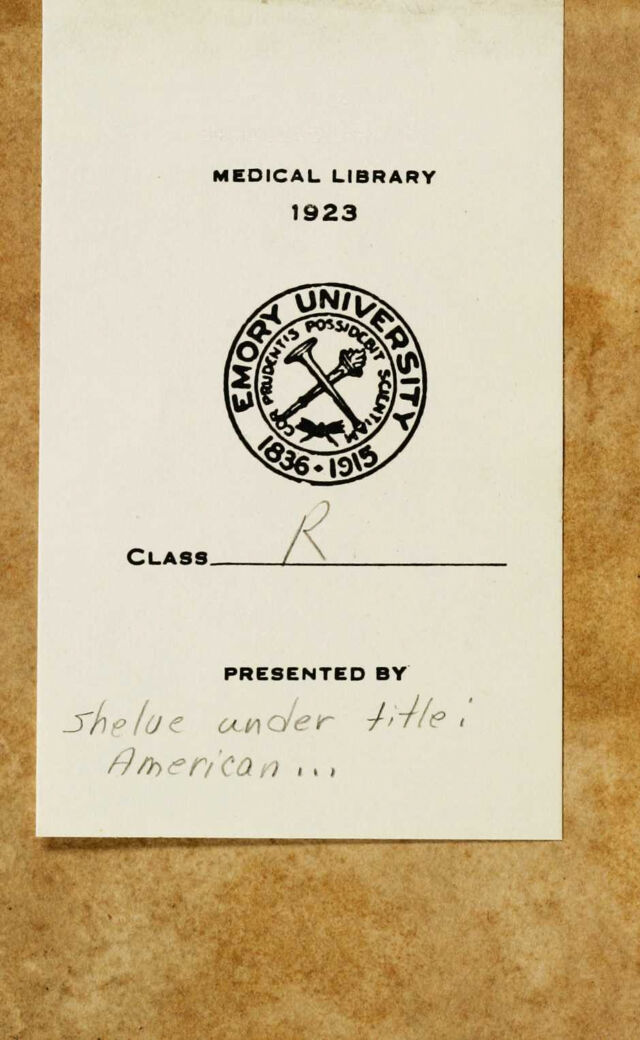 MEDICAL LIBRARY
1923
EMORY UNIVERSITY
COR PRUDENTIS POSSIDEBIT SCIENTIAM
1836 • 1915
CLASS R
PRESENTED BY
Shelve under title:
American...